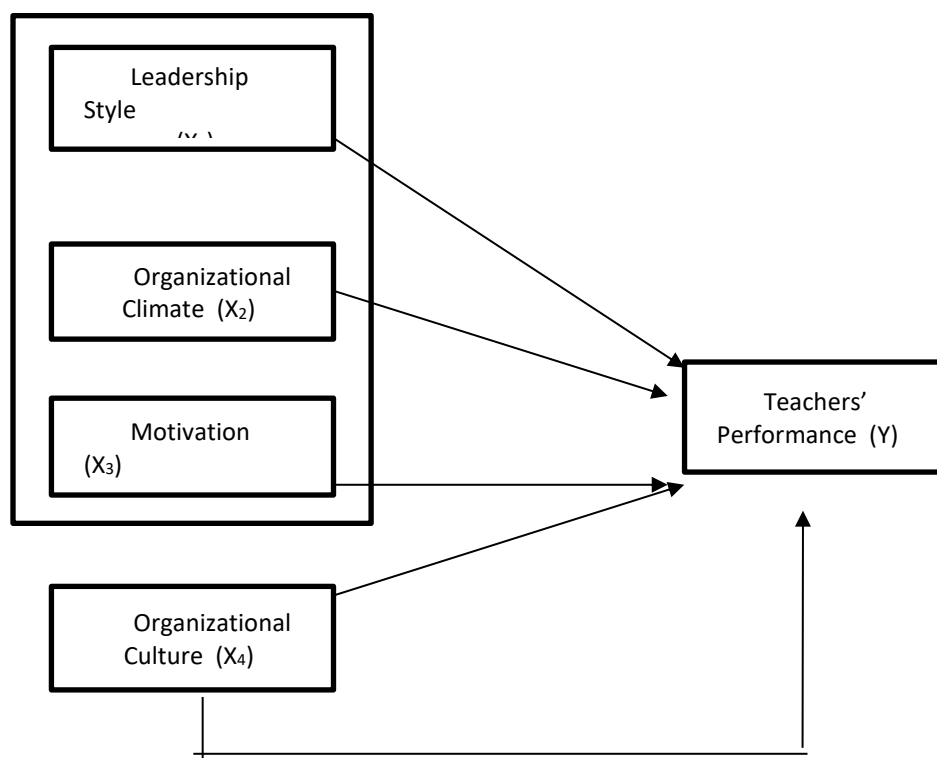 Leadership
Style
Organizational
Climate (X₂)
Motivation
(X₃)
Teachers’
Performance (Y)
Organizational
Culture (X₄)